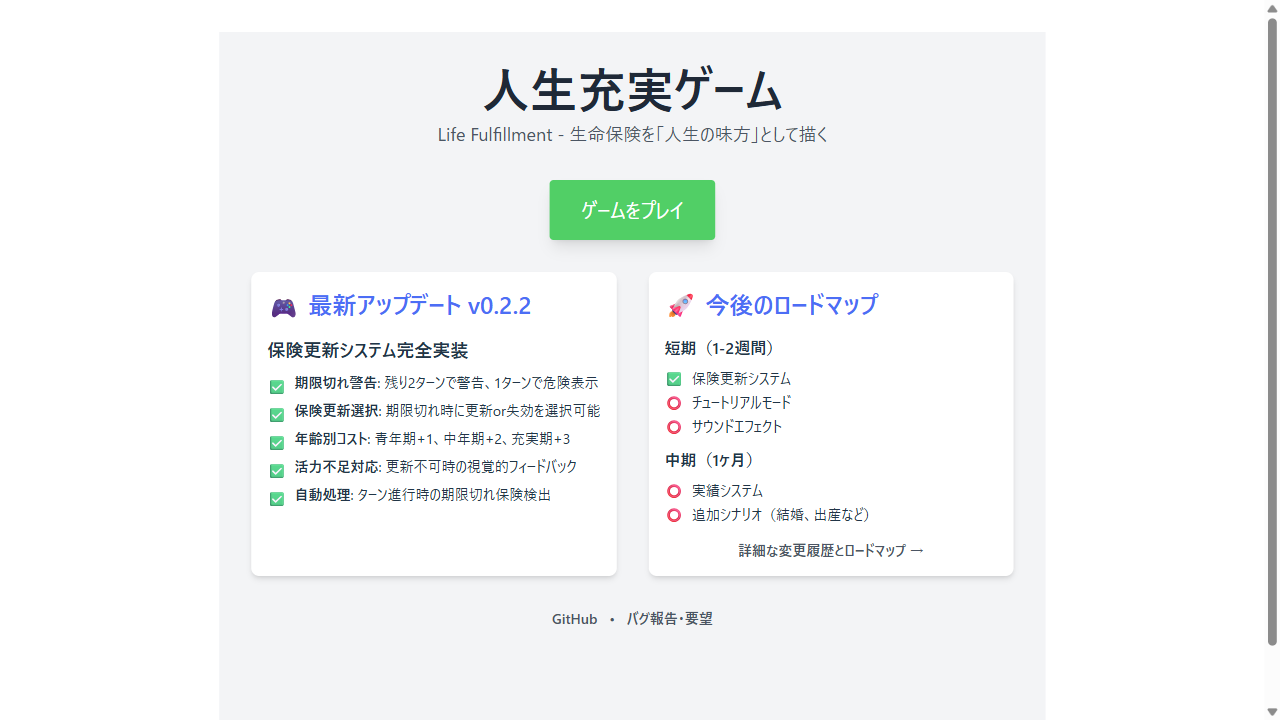 人生充実ゲーム
Life Fulfillment - 生命保険を「人生の味方」として描く
ゲームをプレイ
最新アップデート v0.2.2
保険更新システム完全実装
期限切れ警告: 残り2ターンで警告、1ターンで危険表示
保険更新選択: 期限切れ時に更新or失効を選択可能
年齢別コスト: 青年期+1、中年期+2、充実期+3
活力不足対応: 更新不可時の視覚的フィードバック
自動処理: ターン進行時の期限切れ保険検出
今後のロードマップ
短期（1-2週間）
保険更新システム
チュートリアルモード
サウンドエフェクト
中期（1ヶ月）
実績システム
追加シナリオ（結婚、出産など）
詳細な変更履歴とロードマップ →
GitHub • バグ報告・要望